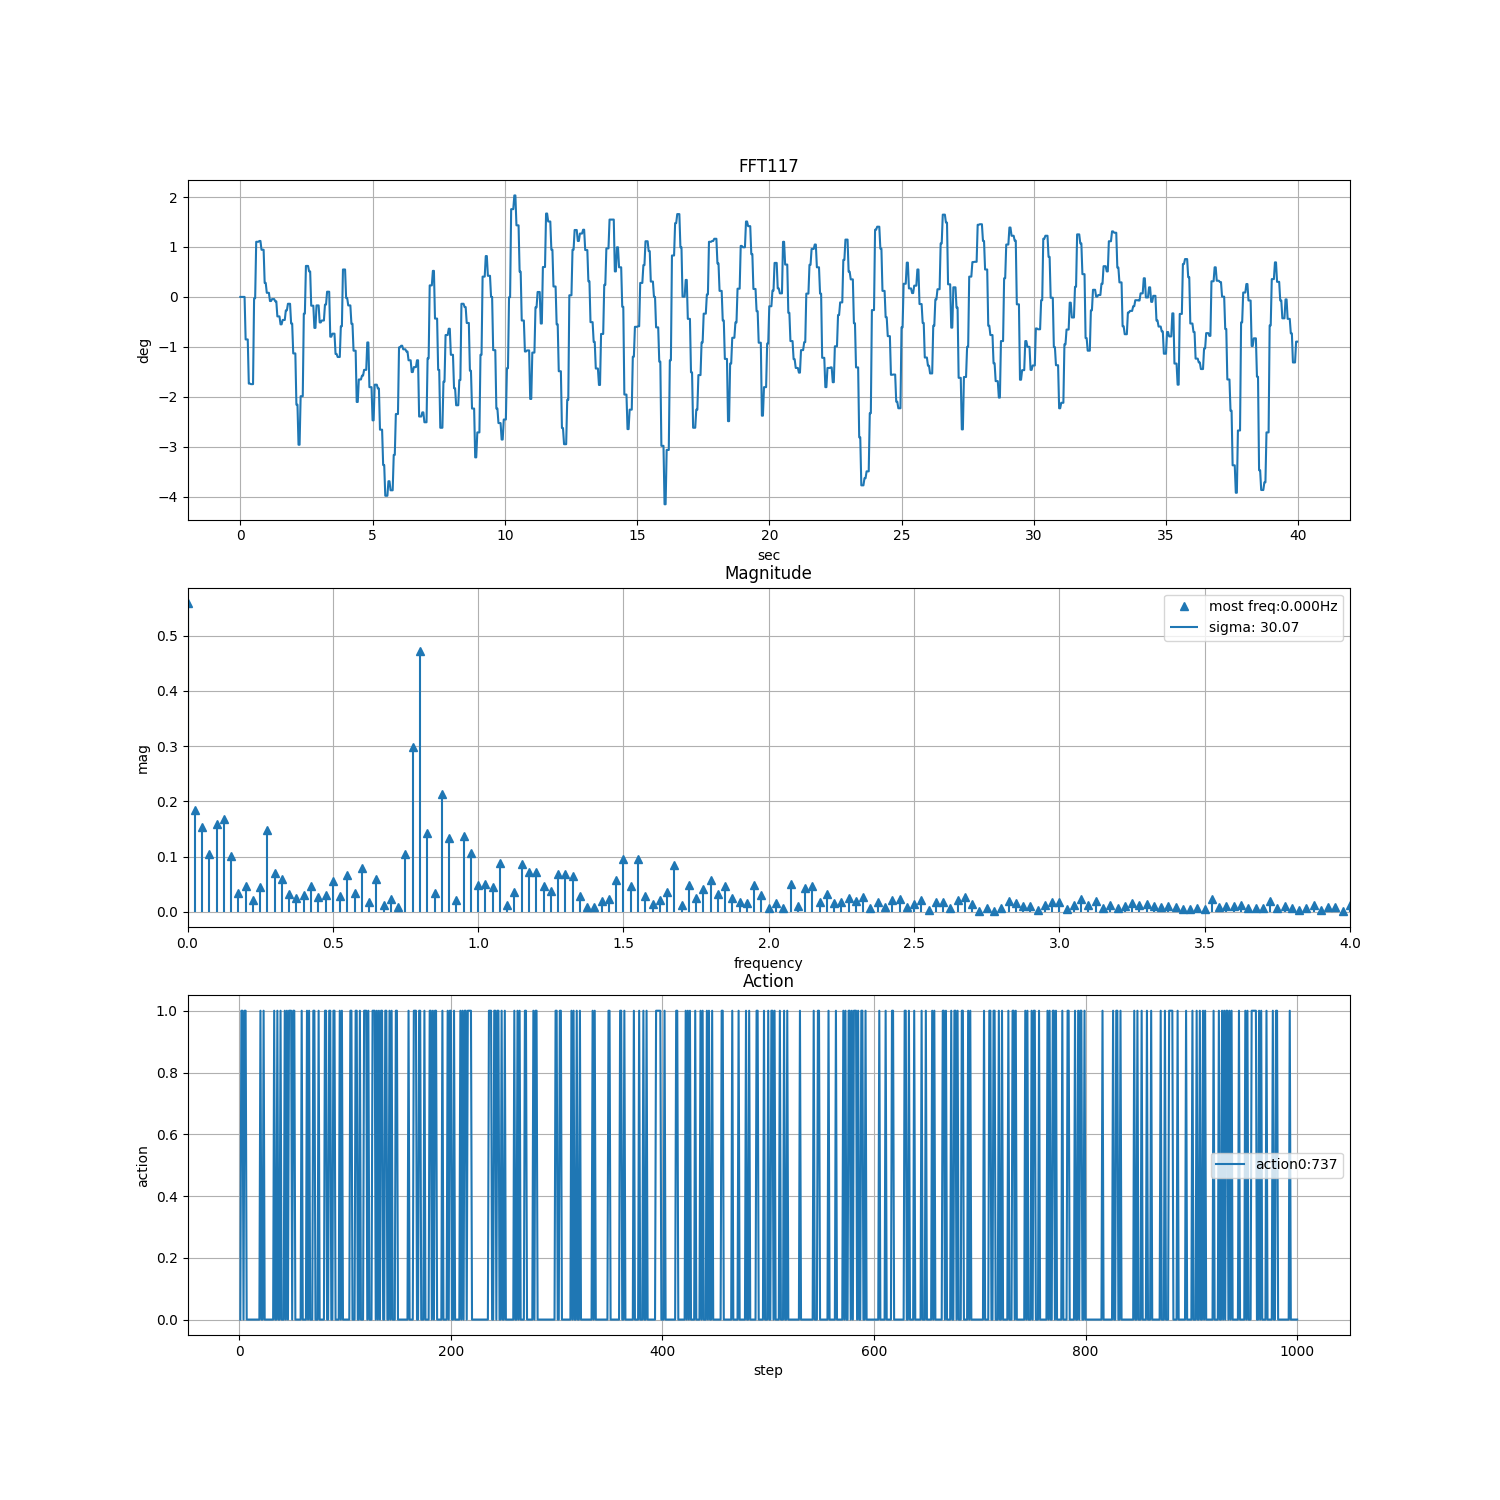 FFT117
2
1
0
−1
−2
−3
−4
deg
0 5 10 15 20 25 30 35 40
sec
Magnitude
most freq:0.000Hz
sigma: 30.07
0.5
0.4
0.3
0.2
0.1
0.0
mag
0.0 0.5 1.0 1.5 2.0 2.5 3.0 3.5 4.0
frequency
Action
1.0
0.8
0.6
0.4
0.2
0.0
action
action0:737
0 200 400 600 800 1000
step